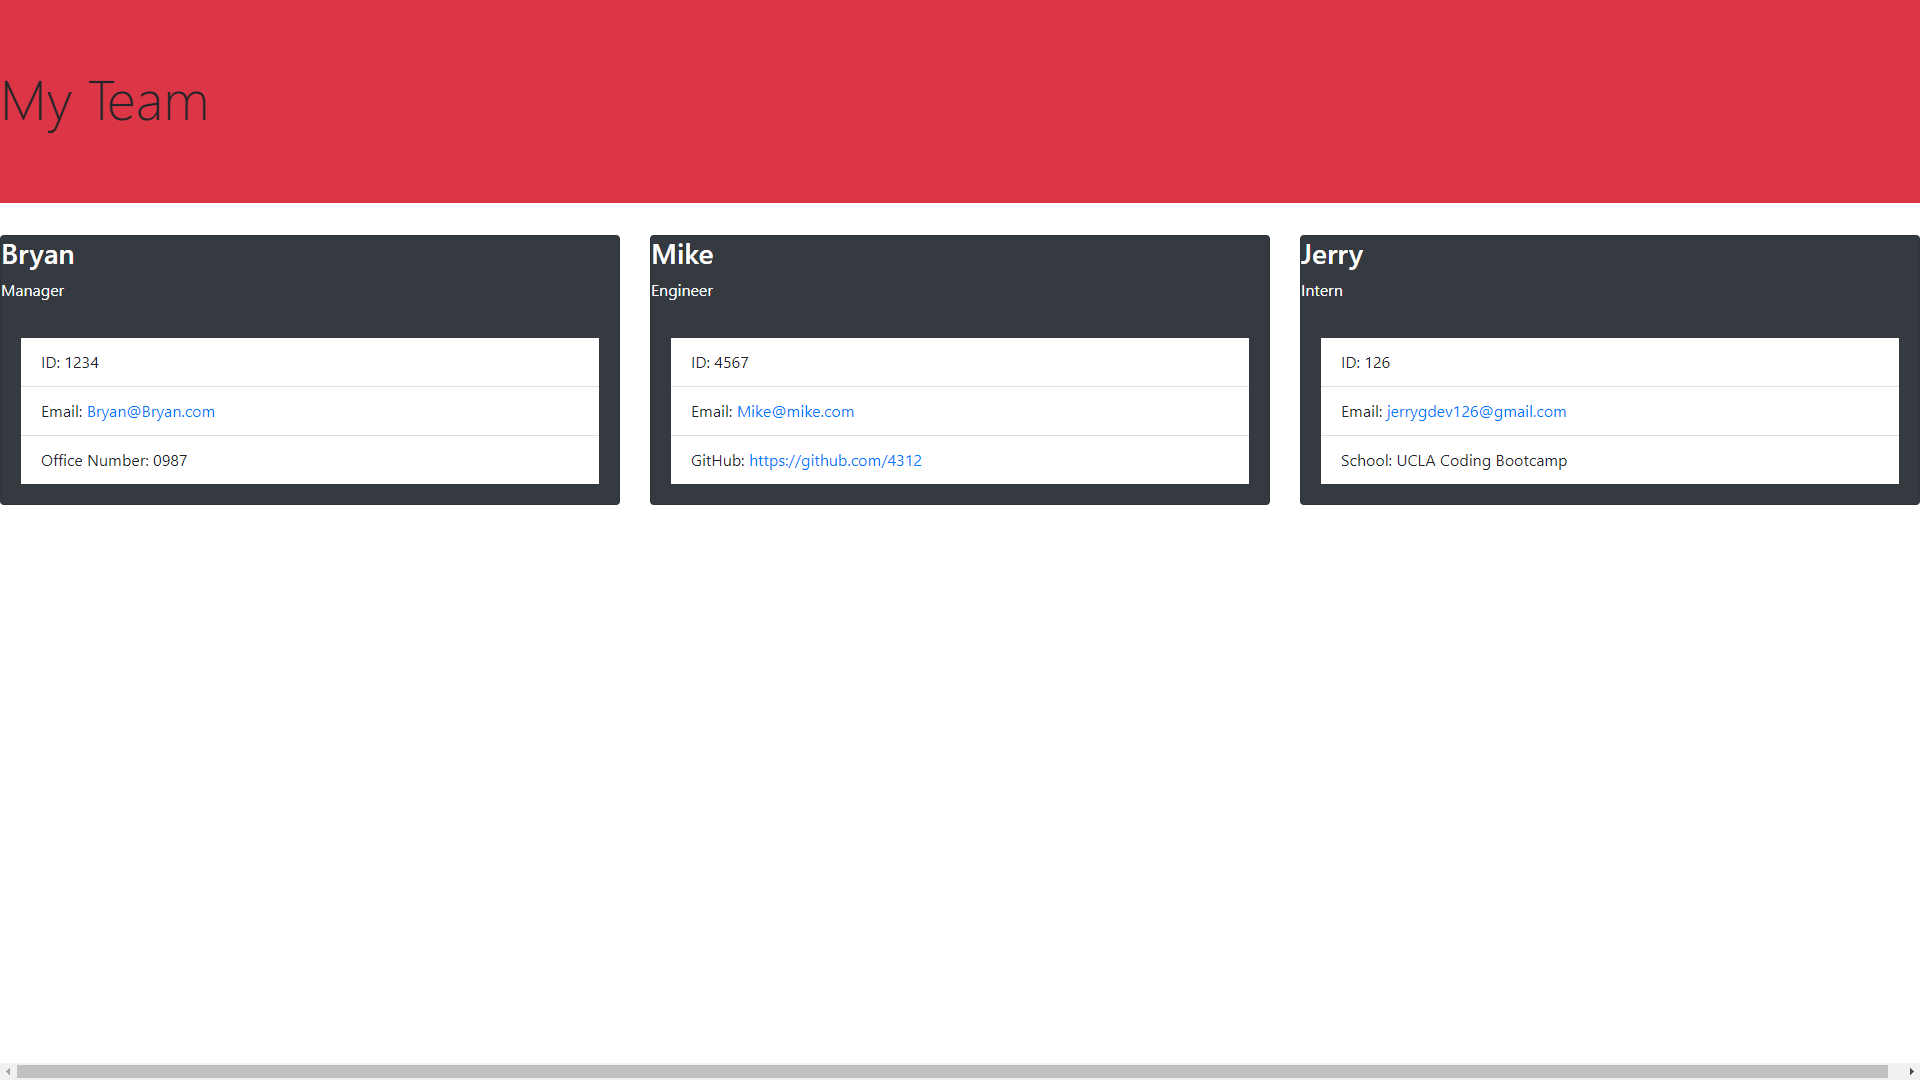 My Team
Bryan
Manager
ID: 1234
Email: Bryan@Bryan.com
Office Number: 0987
Mike
Engineer
ID: 4567
Email: Mike@mike.com
GitHub: https://github.com/4312
Jerry
Intern
ID: 126
Email: jerrygdev126@gmail.com
School: UCLA Coding Bootcamp